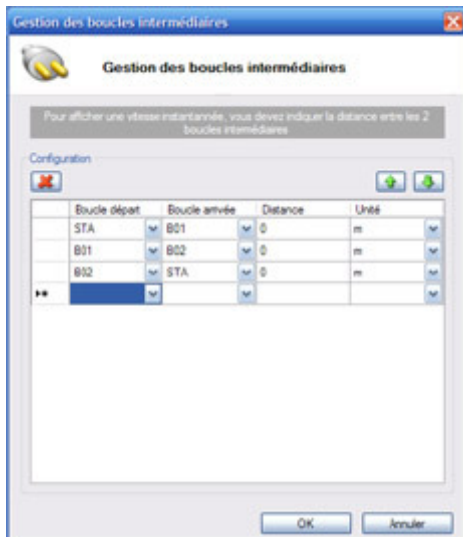 Gestion des boucles intermédiaires
Gestion des boucles intermédiaires
Pour afficher une vitesse instantannée, vous devez indiquer la distance entre les 2
boucles intermédiaires
Configuration
Boucle départ Boucle arrivée Distance Unité
STA B01 0 m
B01 B02 0 m
B02 STA 0 m
OK Annuler